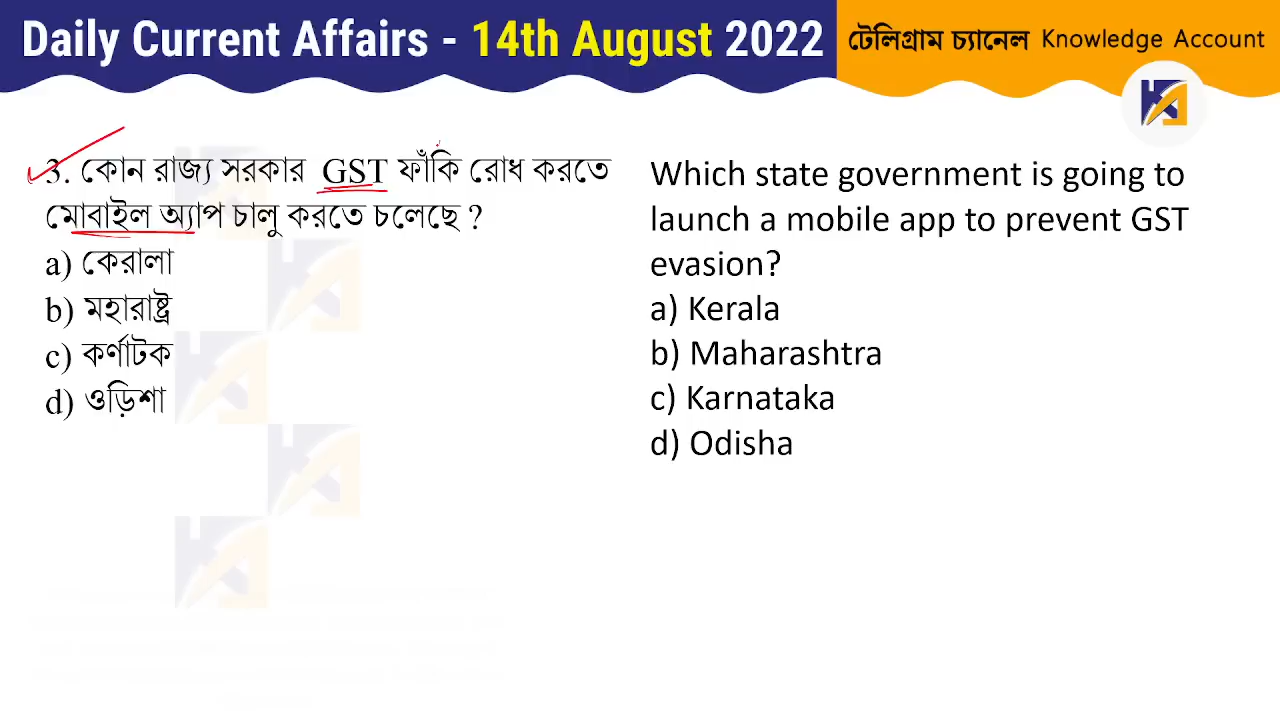 Daily Current Affairs - 14th August 2022
টেলিগ্রাম চ্যানেল Knowledge Account
3. কোন রাজ্য সরকার GST ফাঁকি রোধ করতে
মোবাইল অ্যাপ চালু করতে চলেছে ?
a) কেরালা
b) মহারাষ্ট্র
c) কর্ণাটক
d) ওড়িশা
Which state government is going to
launch a mobile app to prevent GST
evasion?
a) Kerala
b) Maharashtra
c) Karnataka
d) Odisha